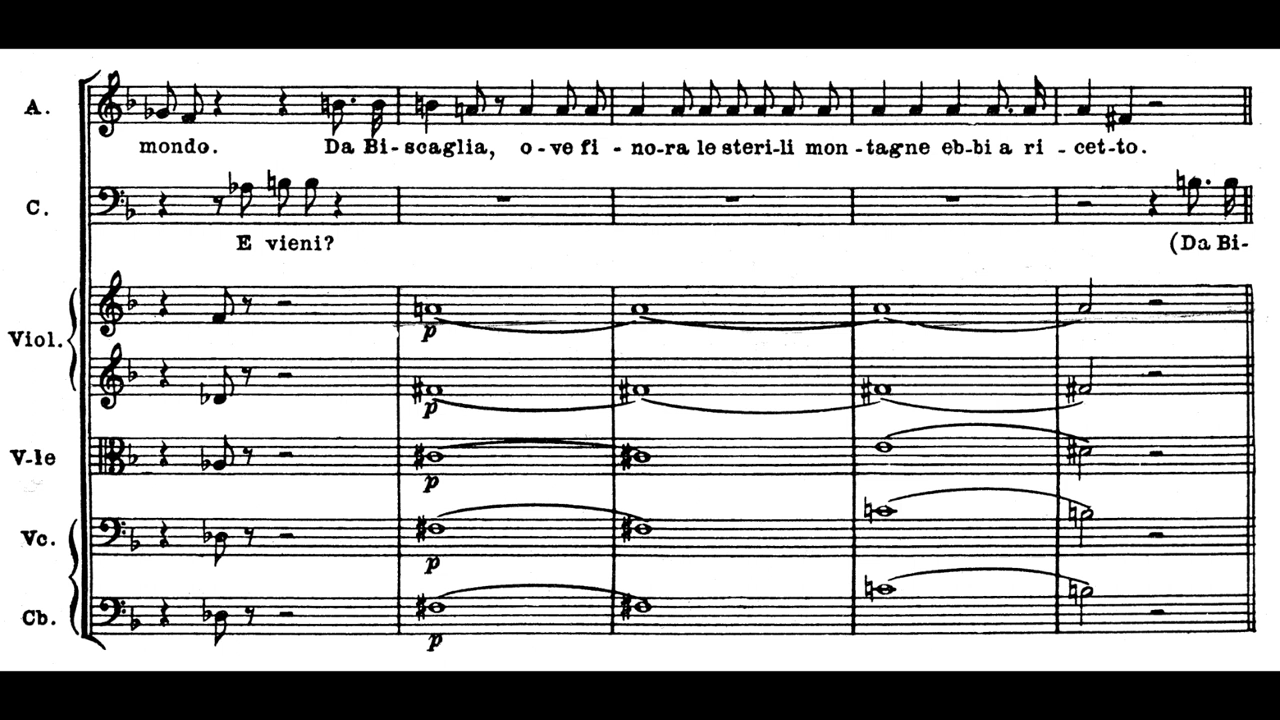 A.
mondo. Da Bi-scaglia, o-ve fi-no-ra le steri-li mon-tagne eb-bi a ri-cet-to.
C.
E vieni? (Da Bi-
Viol.
p
p
V-le
p
Vc.
p
Cb.
p